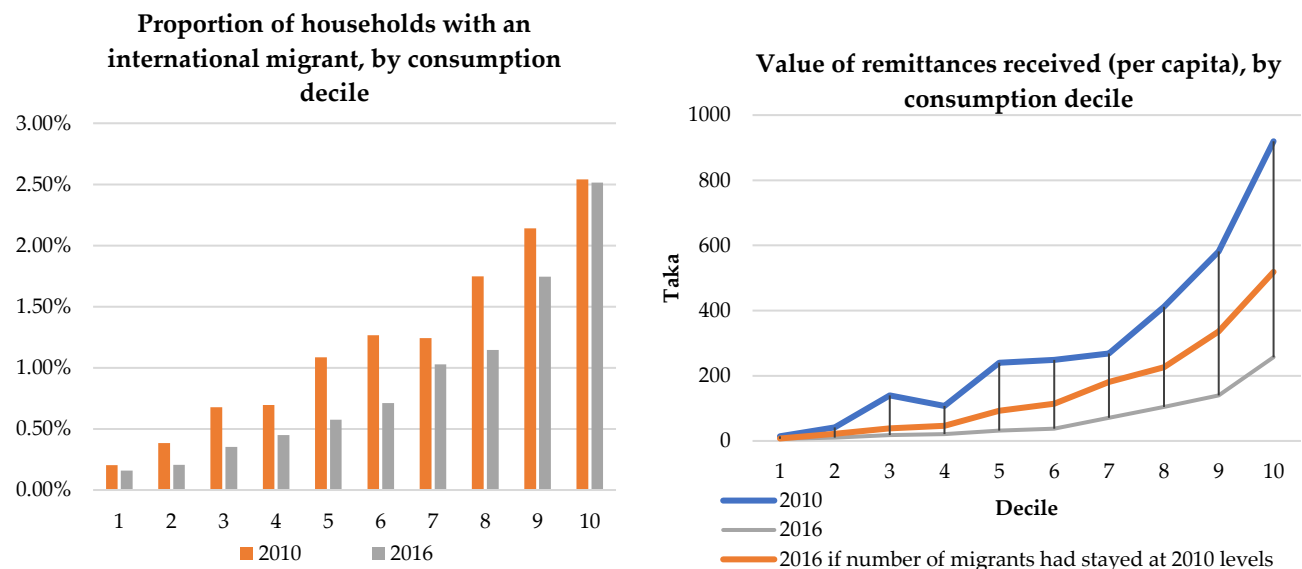 Proportion of households with an
international migrant, by consumption
decile
3.00%
2.50%
2.00%
1.50%
1.00%
0.50%
0.00%
1 2 3 4 5 6 7 8 9 10
2010 2016
Value of remittances received (per capita), by
consumption decile
1000
800
600
400
200
0
Taka
1 2 3 4 5 6 7 8 9 10
Decile
2010
2016
2016 if number of migrants had stayed at 2010 levels